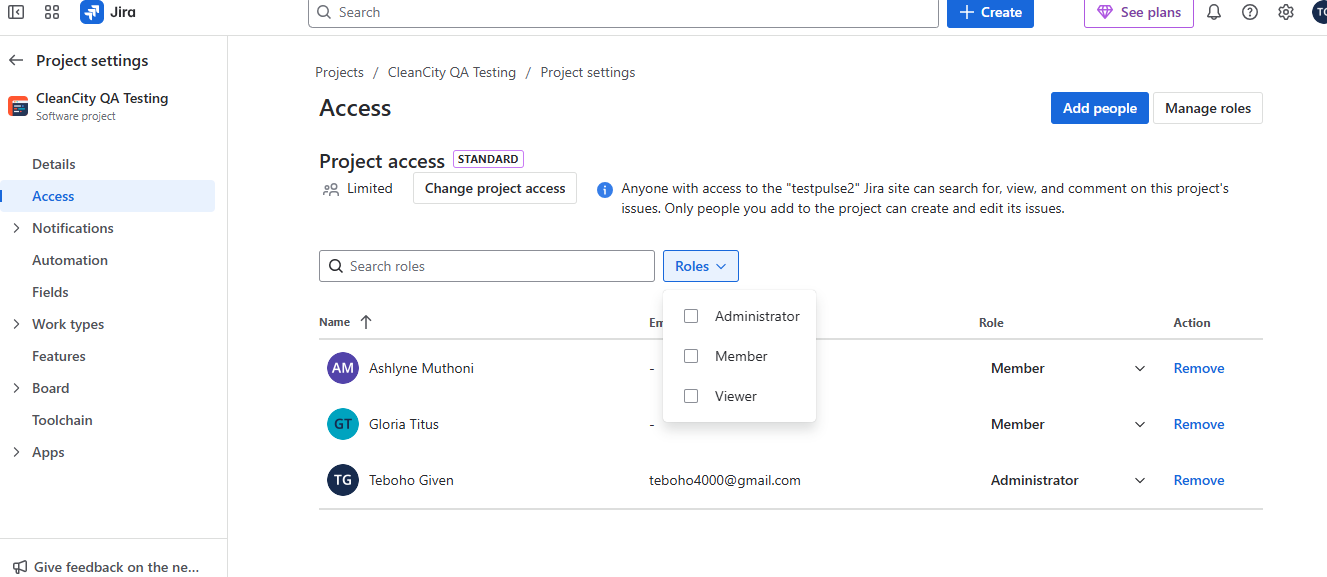 Jira
Search
Create
See plans
Project settings
CleanCity QA Testing
Software project
Details
Access
Notifications
Automation
Fields
Work types
Features
Board
Toolchain
Apps
Give feedback on the ne...
Projects / CleanCity QA Testing / Project settings
Access
Add people
Manage roles
Project access STANDARD
Limited
Change project access
Anyone with access to the "testpulse2" Jira site can search for, view, and comment on this project's
issues. Only people you add to the project can create and edit its issues.
Search roles
Roles
Administrator
Member
Viewer
Name Role Action
AM Ashlyne Muthoni - Member Remove
GT Gloria Titus - Member Remove
TG Teboho Given teboho4000@gmail.com Administrator Remove